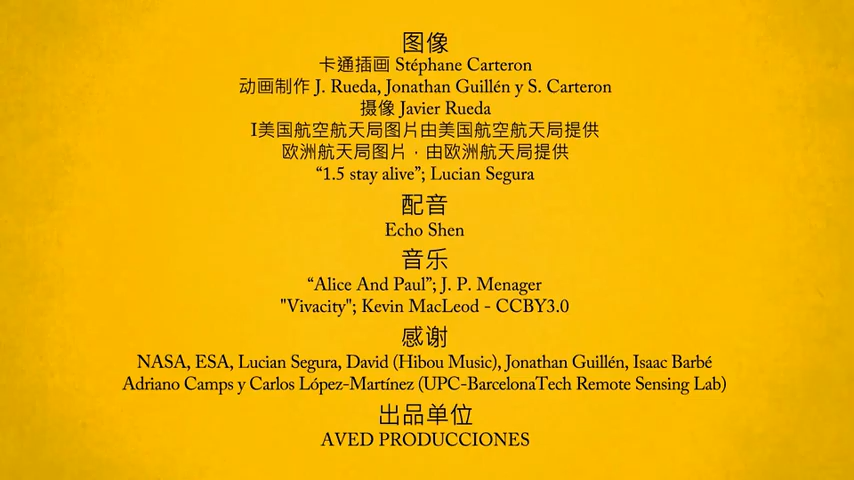 图像
卡通插画 Stéphane Carteron
动画制作 J. Rueda, Jonathan Guillén y S. Carteron
摄像 Javier Rueda
I美国航空航天局图片由美国航空航天局提供
欧洲航天局图片，由欧洲航天局提供
“1.5 stay alive”; Lucian Segura
配音
Echo Shen
音乐
“Alice And Paul”; J. P. Menager
"Vivacity"; Kevin MacLeod - CCBY3.0
感谢
NASA, ESA, Lucian Segura, David (Hibou Music), Jonathan Guillén, Isaac Barbé
Adriano Camps y Carlos López-Martínez (UPC-BarcelonaTech Remote Sensing Lab)
出品单位
AVED PRODUCCIONES